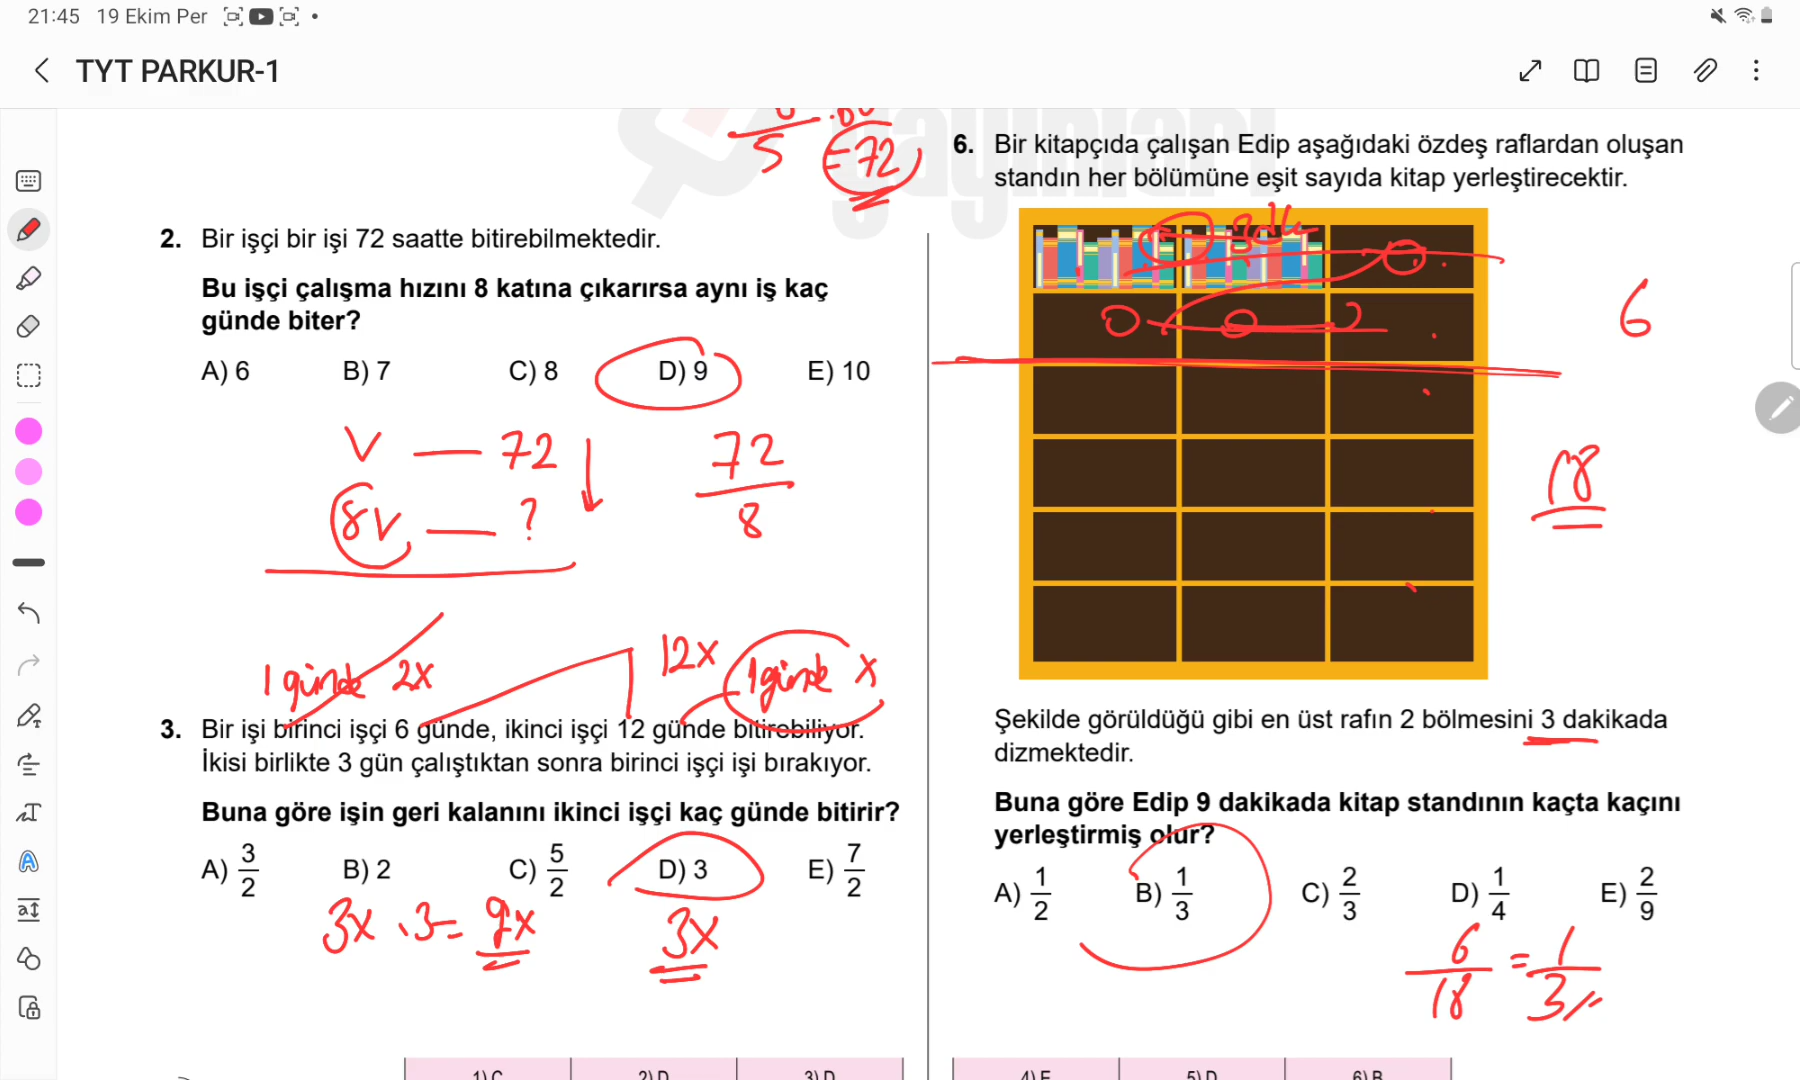 21:45 19 Ekim Per
TYT PARKUR-1
yayınları
5
=72
2. Bir işçi bir işi 72 saatte bitirebilmektedir.
Bu işçi çalışma hızını 8 katına çıkarırsa aynı iş kaç
günde biter?
A) 6 B) 7 C) 8 D) 9 E) 10
V — 72
8V — ?
72
8
1 günde 2x
12x
1 günde x
3. Bir işi birinci işçi 6 günde, ikinci işçi 12 günde bitirebiliyor.
İkisi birlikte 3 gün çalıştıktan sonra birinci işçi işi bırakıyor.
Buna göre işin geri kalanını ikinci işçi kaç günde bitirir?
A) 3/2 B) 2 C) 5/2 D) 3 E) 7/2
3x .3= 9x
3x
1) C 2) D 3) D
6. Bir kitapçıda çalışan Edip aşağıdaki özdeş raflardan oluşan
standın her bölümüne eşit sayıda kitap yerleştirecektir.
3dk
6
18
Şekilde görüldüğü gibi en üst rafın 2 bölmesini 3 dakikada
dizmektedir.
Buna göre Edip 9 dakikada kitap standının kaçta kaçını
yerleştirmiş olur?
A) 1/2 B) 1/3 C) 2/3 D) 1/4 E) 2/9
6/18 = 1/3
4) E 5) D 6) B